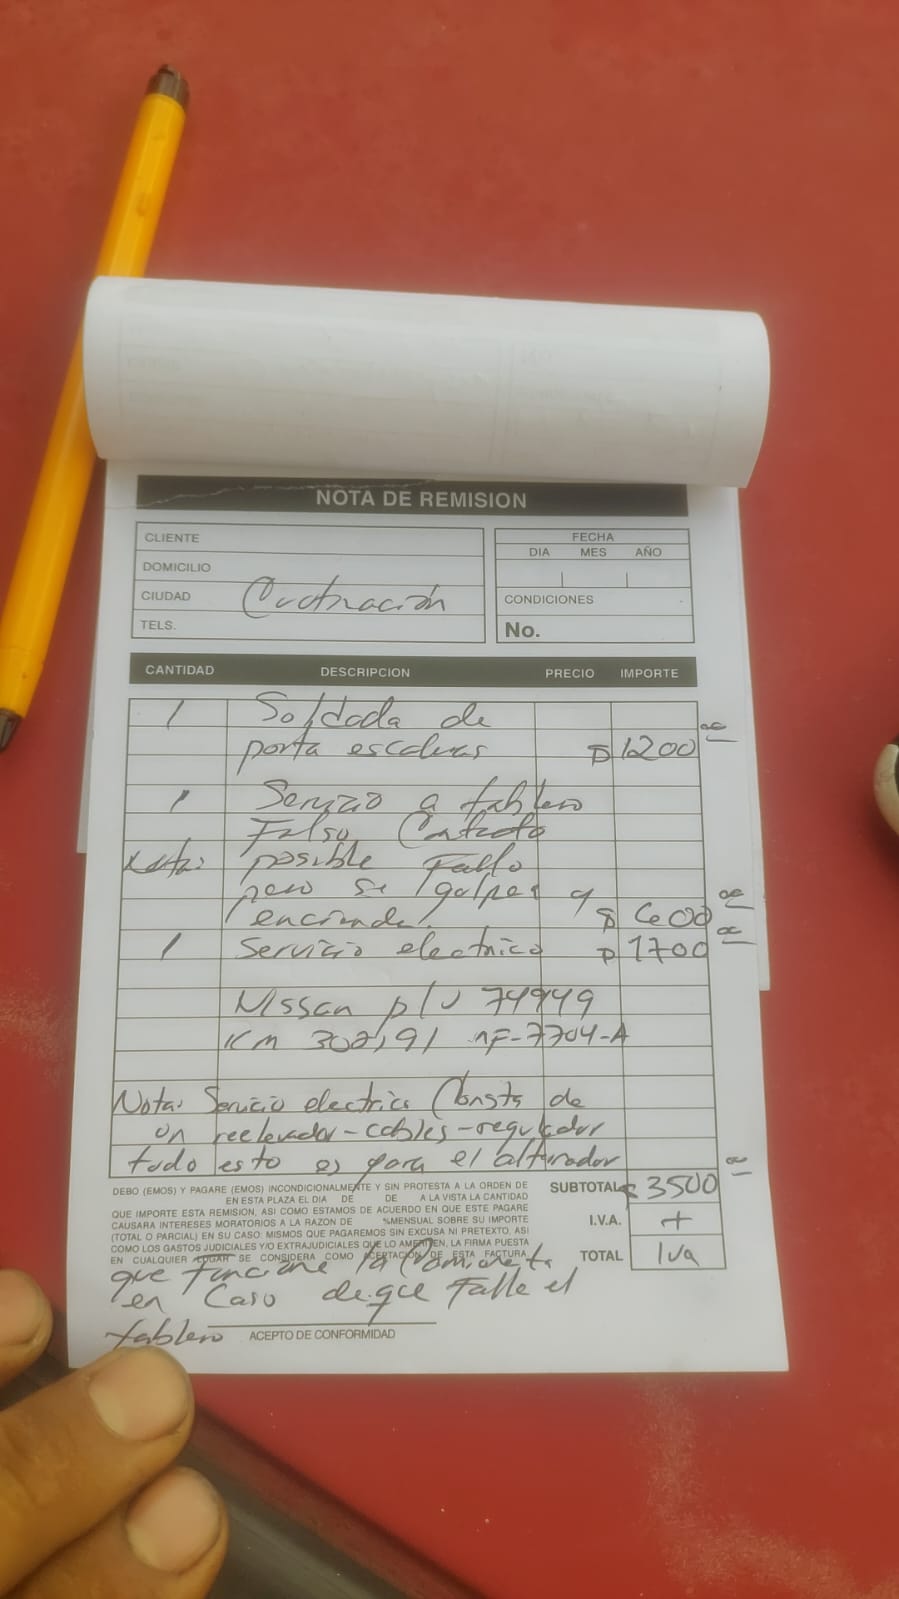 NOTA DE REMISION
CLIENTE
DOMICILIO
CIUDAD
TELS.
Cotización
FECHA
DIA MES AÑO
CONDICIONES
No.
CANTIDAD DESCRIPCION PRECIO IMPORTE
1 Soldada de
porta escaleras $ 1200 00
1 Servicio a tablero
Falso Contacto
Nota: posible Falla
pero se golpea y
enciende. $ 600 00
1 Servicio electrico $ 1700 00
Nissan p/U 74949
KM 302,91 NF-7704-A
Nota: Servicio electrico Consta de
un reelevador-cables-regulador
todo esto es para el alternador
DEBO (EMOS) Y PAGARE (EMOS) INCONDICIONALMENTE Y SIN PROTESTA A LA ORDEN DE
EN ESTA PLAZA EL DIA DE DE A LA VISTA LA CANTIDAD
QUE IMPORTE ESTA REMISION, ASI COMO ESTAMOS DE ACUERDO EN QUE ESTE PAGARE
CAUSARA INTERESES MORATORIOS A LA RAZON DE %MENSUAL SOBRE SU IMPORTE
(TOTAL O PARCIAL) EN SU CASO: MISMOS QUE PAGAREMOS SIN EXCUSA NI PRETEXTO, ASI
COMO LOS GASTOS JUDICIALES Y/O EXTRAJUDICIALES QUE LO AMERITEN, LA FIRMA PUESTA
EN CUALQUIER LUGAR SE CONSIDERA COMO ACEPTACION DE ESTA FACTURA
SUBTOTAL $ 3500 00
I.V.A. +
TOTAL Iva
que funcione la Camioneta
en Caso de que Falle el
tablero
ACEPTO DE CONFORMIDAD